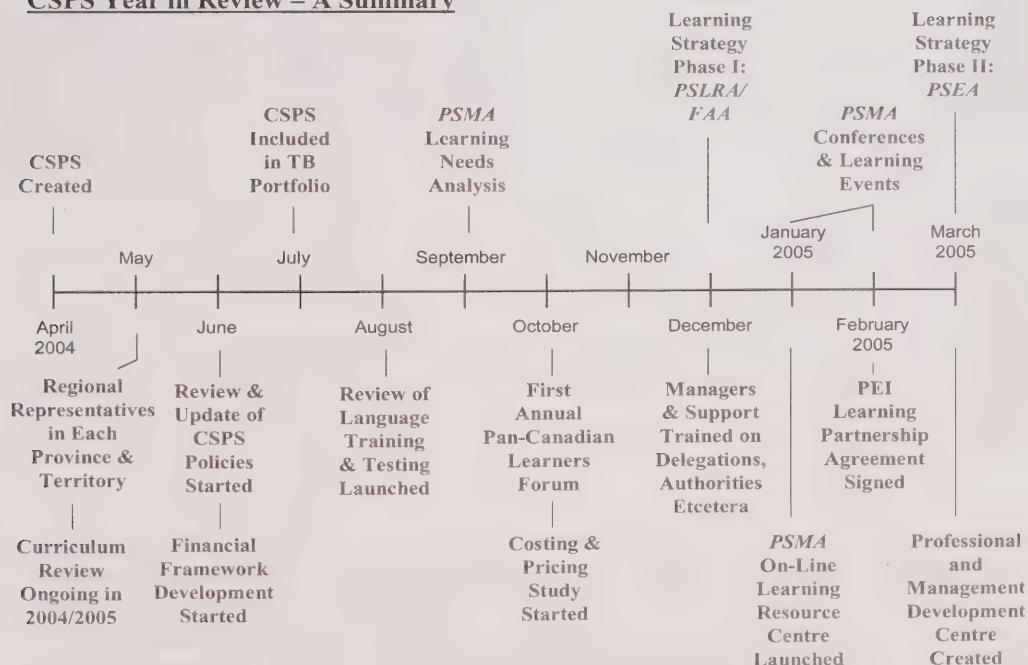 CSPS Year in Review – A Summary
CSPS
Created
CSPS
Included
in TB
Portfolio
PSMA
Learning
Needs
Analysis
Learning
Strategy
Phase I:
PSLRA/
FAA
PSMA
Conferences
& Learning
Events
Learning
Strategy
Phase II:
PSEA
May
July
September
November
January
2005
March
2005
April
2004
June
August
October
December
February
2005
Regional
Representatives
in Each
Province &
Territory
Curriculum
Review
Ongoing in
2004/2005
Review &
Update of
CSPS
Policies
Started
Financial
Framework
Development
Started
Review of
Language
Training
& Testing
Launched
First
Annual
Pan-Canadian
Learners
Forum
Costing &
Pricing
Study
Started
Managers
& Support
Trained on
Delegations,
Authorities
Etcetera
PSMA
On-Line
Learning
Resource
Centre
Launched
PEI
Learning
Partnership
Agreement
Signed
Professional
and
Management
Development
Centre
Created